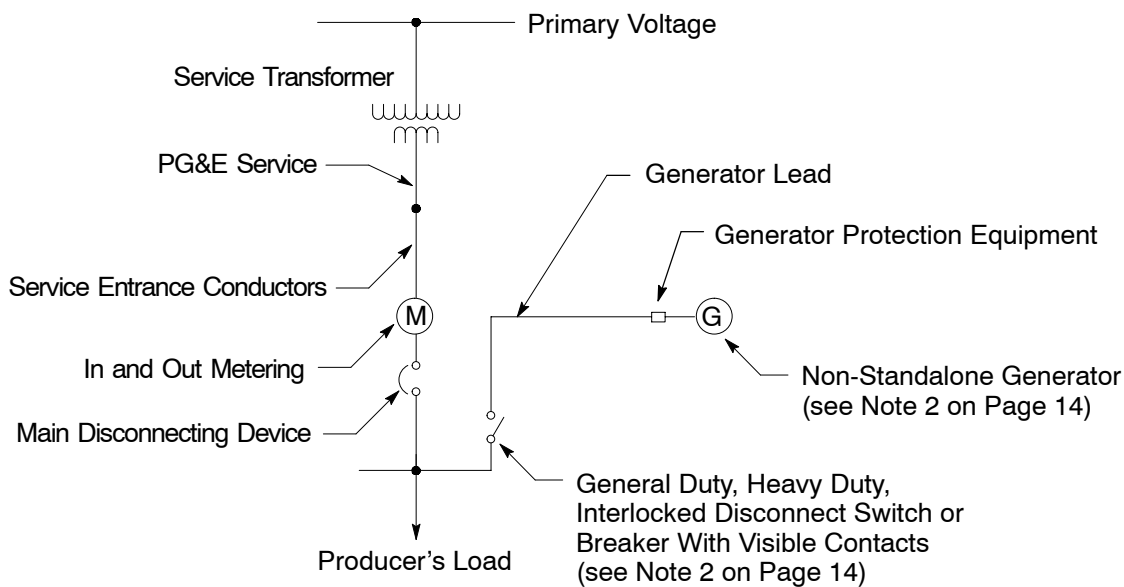 Primary Voltage
Service Transformer
PG&E Service
Generator Lead
Generator Protection Equipment
Service Entrance Conductors
M
G
In and Out Metering
Non-Standalone Generator
(see Note 2 on Page 14)
Main Disconnecting Device
General Duty, Heavy Duty,
Interlocked Disconnect Switch or
Breaker With Visible Contacts
(see Note 2 on Page 14)
Producer’s Load